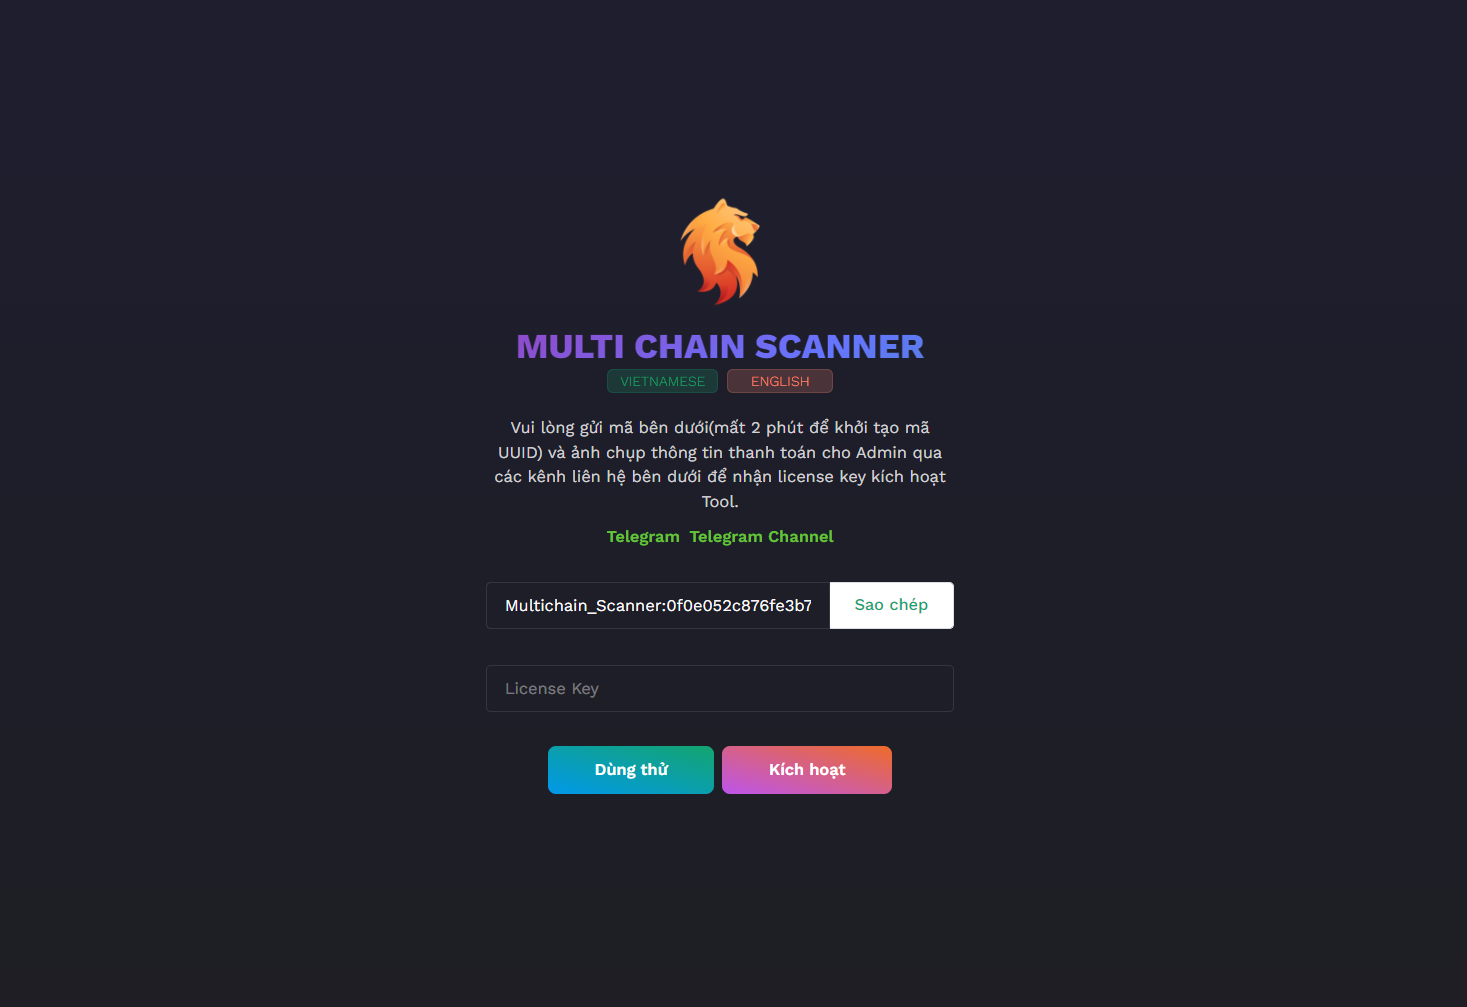 MULTI CHAIN SCANNER
VIETNAMESE ENGLISH
Vui lòng gửi mã bên dưới(mất 2 phút để khởi tạo mã
UUID) và ảnh chụp thông tin thanh toán cho Admin qua
các kênh liên hệ bên dưới để nhận license key kích hoạt
Tool.
Telegram Telegram Channel
Multichain_Scanner:0f0e052c876fe3b7 Sao chép
License Key
Dùng thử Kích hoạt